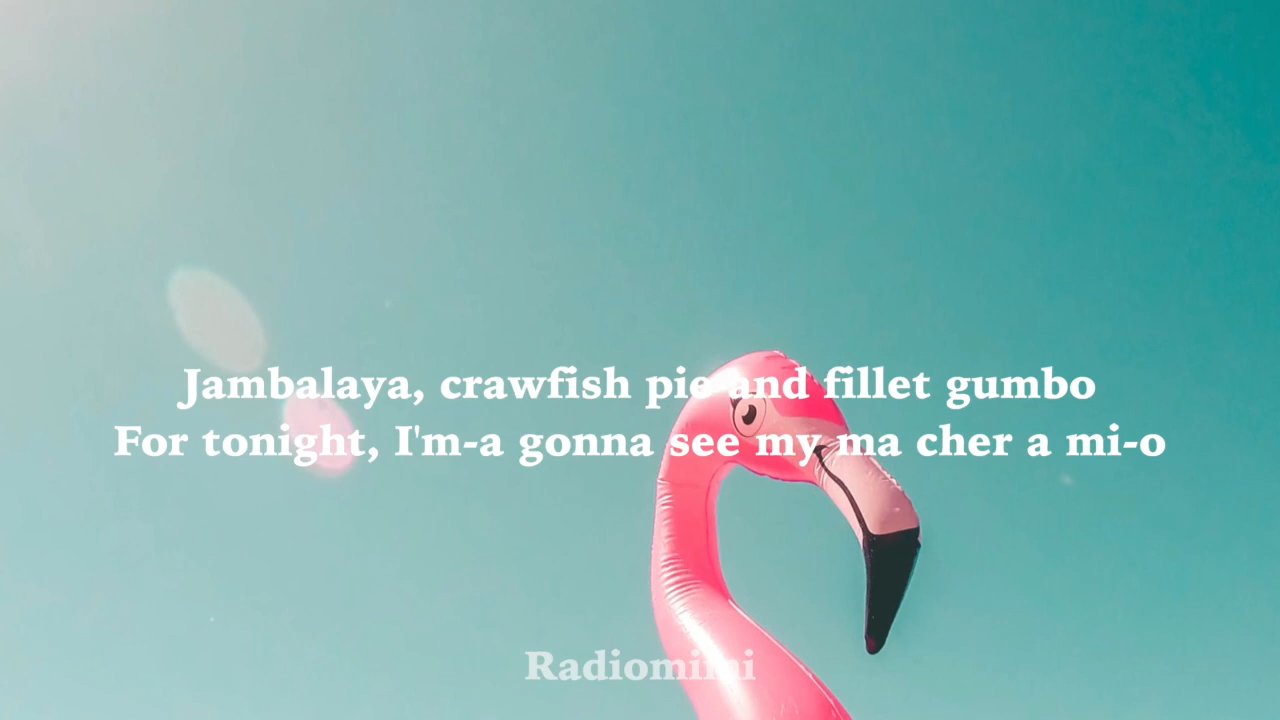 Jambalaya, crawfish pie and fillet gumbo
For tonight, I'm-a gonna see my ma cher a mi-o
Radiomimi